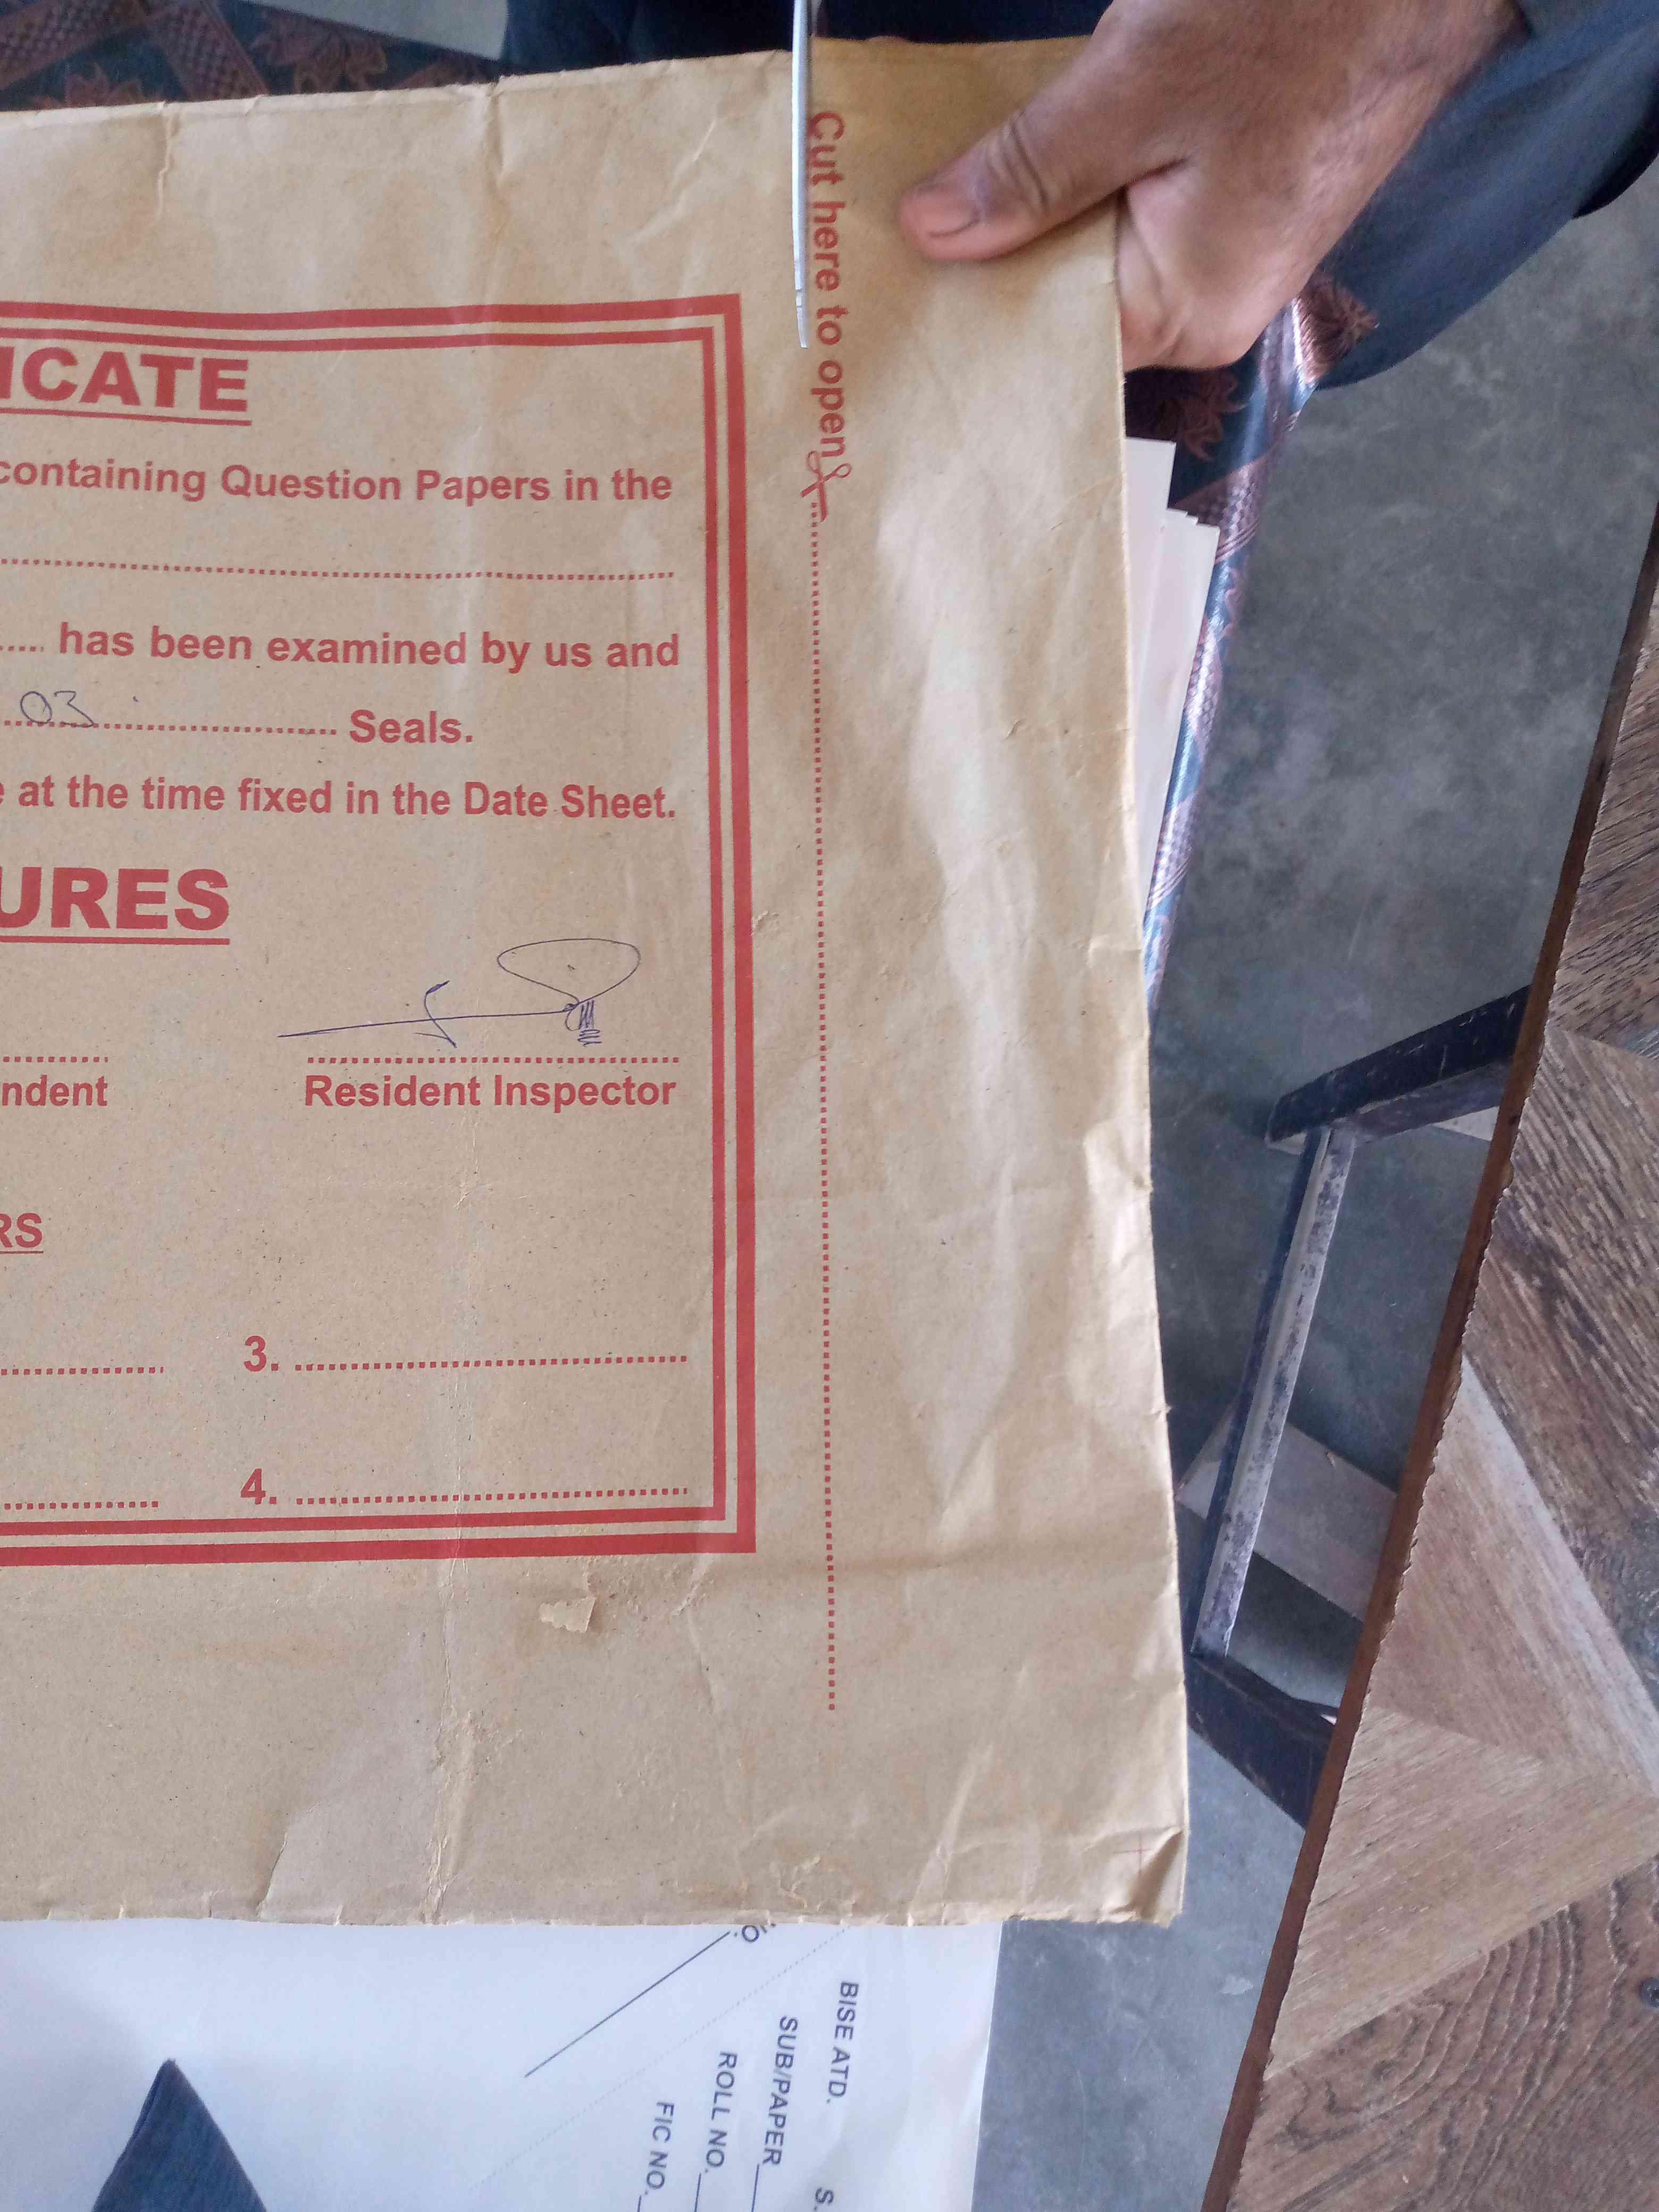 ICATE
containing Question Papers in the
has been examined by us and
03 Seals.
at the time fixed in the Date Sheet.
URES
ndent
Resident Inspector
RS
3.
4.
Cut here to open
BISE ATD.
SUB/PAPER
ROLL NO.
FIC NO.
S.